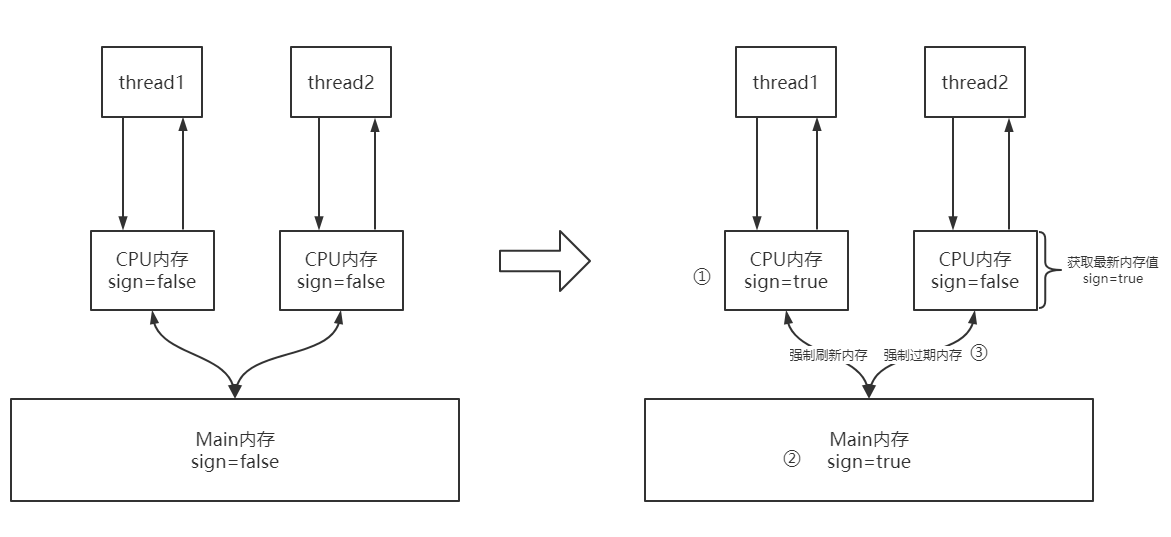 thread1
thread2
CPU内存
sign=false
CPU内存
sign=false
Main内存
sign=false
thread1
thread2
①
CPU内存
sign=true
CPU内存
sign=false
获取最新内存值
sign=true
强制刷新内存
强制过期内存
③
Main内存
②
sign=true